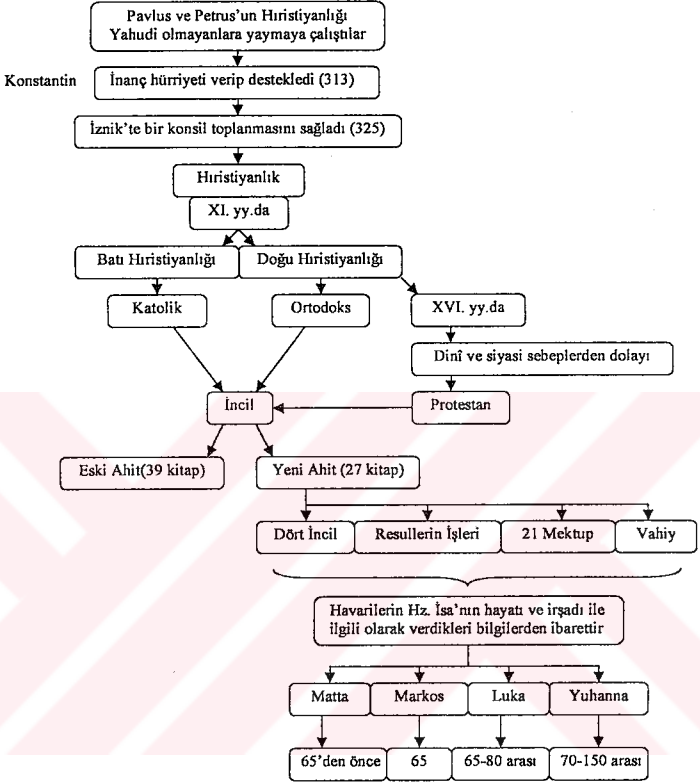 Pavlus ve Petrus'un Hıristiyanlığı
Yahudi olmayanlara yaymaya çalıştılar
Konstantin
İnanç hürriyeti verip destekledi (313)
İznik'te bir konsil toplanmasını sağladı (325)
Hıristiyanlık
XI. yy.da
Batı Hıristiyanlığı
Doğu Hıristiyanlığı
Katolik
Ortodoks
XVI. yy.da
Dinî ve siyasi sebeplerden dolayı
İncil
Protestan
Eski Ahit(39 kitap)
Yeni Ahit (27 kitap)
Dört İncil
Resullerin İşleri
21 Mektup
Vahiy
Havarilerin Hz. İsa'nın hayatı ve irşadı ile
ilgili olarak verdikleri bilgilerden ibarettir
Matta
Markos
Luka
Yuhanna
65'den önce
65
65-80 arası
70-150 arası